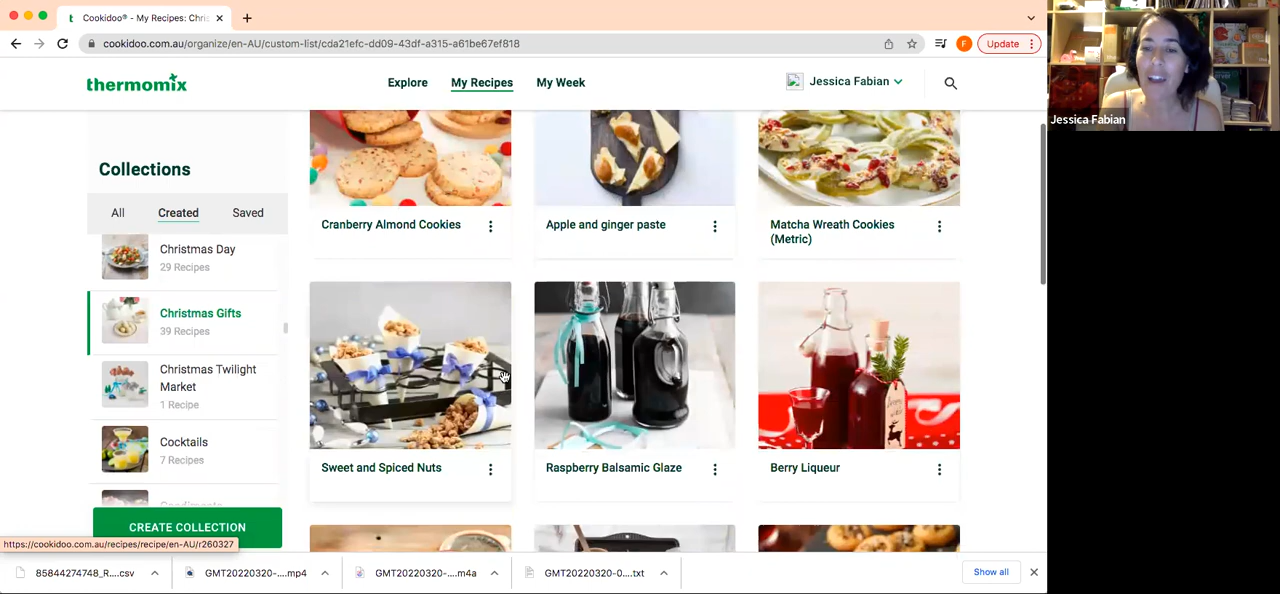 Cookidoo® - My Recipes: Chris
cookidoo.com.au/organize/en-AU/custom-list/cda21efc-dd09-43df-a315-a61be67ef818
F
Update
thermomix
Explore
My Recipes
My Week
Jessica Fabian
Jessica Fabian
Collections
All
Created
Saved
Christmas Day
29 Recipes
Christmas Gifts
39 Recipes
Christmas Twilight
Market
1 Recipe
Cocktails
7 Recipes
Condiments
CREATE COLLECTION
Cranberry Almond Cookies
Apple and ginger paste
Matcha Wreath Cookies
(Metric)
Sweet and Spiced Nuts
Raspberry Balsamic Glaze
Berry Liqueur
https://cookidoo.com.au/recipes/recipe/en-AU/r260327
85844274748_R....csv
GMT20220320-....mp4
GMT20220320-....m4a
GMT20220320-0....txt
Show all